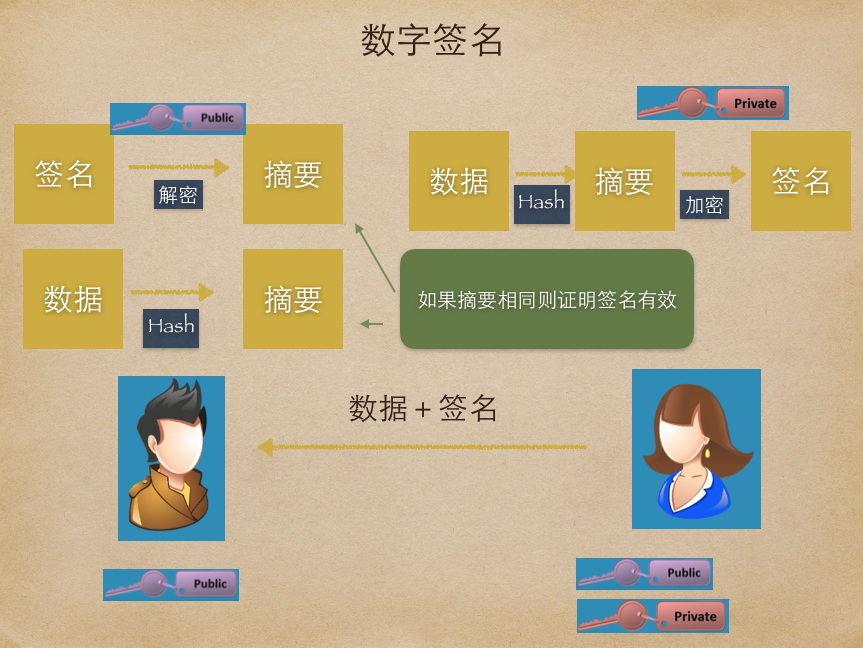 数字签名
Public
Private
签名
解密
摘要
数据
Hash
摘要
加密
签名
数据
Hash
摘要
如果摘要相同则证明签名有效
数据+签名
Public
Public
Private